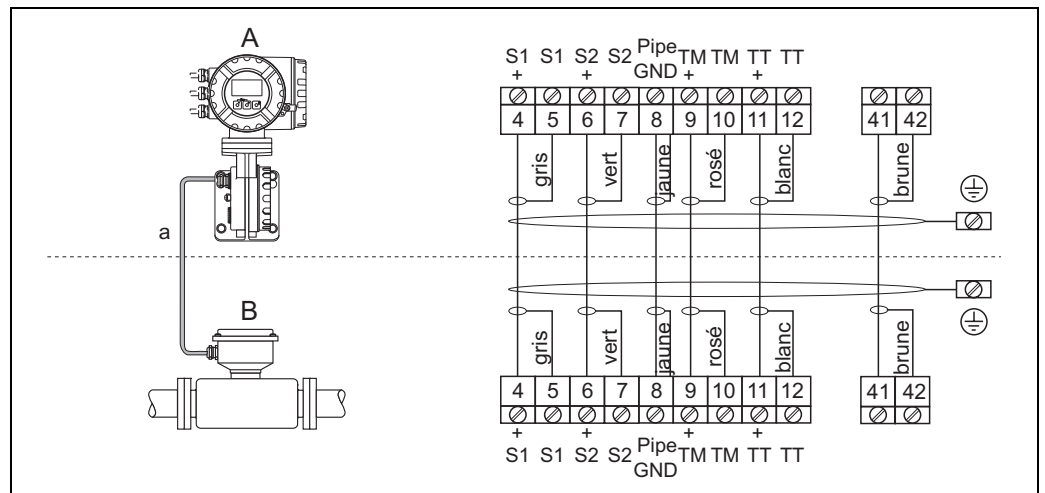 A
a
B
S1 S1 S2 S2 Pipe GND TM TM TT TT
+ + + +
4 5 6 7 8 9 10 11 12 41 42
gris vert jaune rosé blanc brune
gris vert jaune rosé blanc brune
4 5 6 7 8 9 10 11 12 41 42
+ + + +
S1 S1 S2 S2 Pipe GND TM TM TT TT